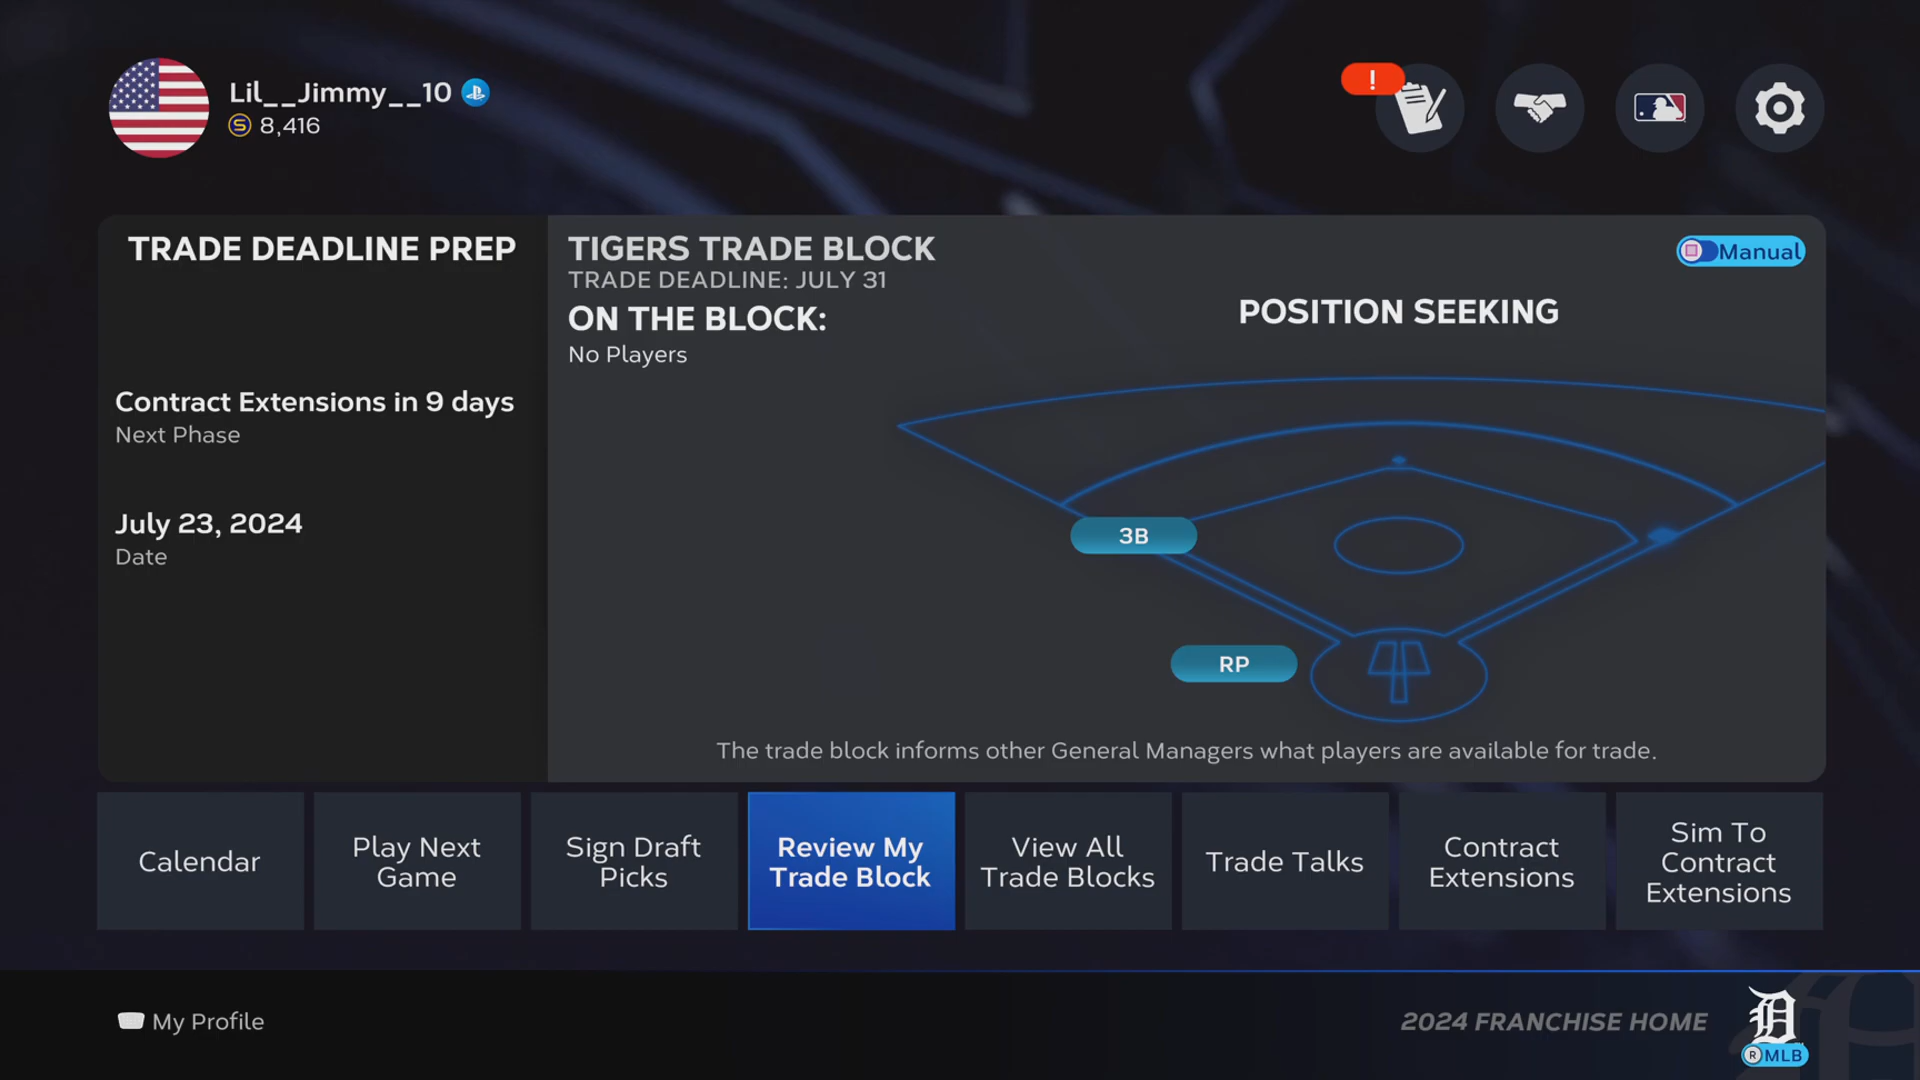 Lil__Jimmy__10
S 8,416
!
TRADE DEADLINE PREP
Contract Extensions in 9 days
Next Phase
July 23, 2024
Date
TIGERS TRADE BLOCK
TRADE DEADLINE: JULY 31
ON THE BLOCK:
No Players
Manual
POSITION SEEKING
3B
RP
The trade block informs other General Managers what players are available for trade.
Calendar
Play Next
Game
Sign Draft
Picks
Review My
Trade Block
View All
Trade Blocks
Trade Talks
Contract
Extensions
Sim To
Contract
Extensions
My Profile
2024 FRANCHISE HOME
D
R MLB